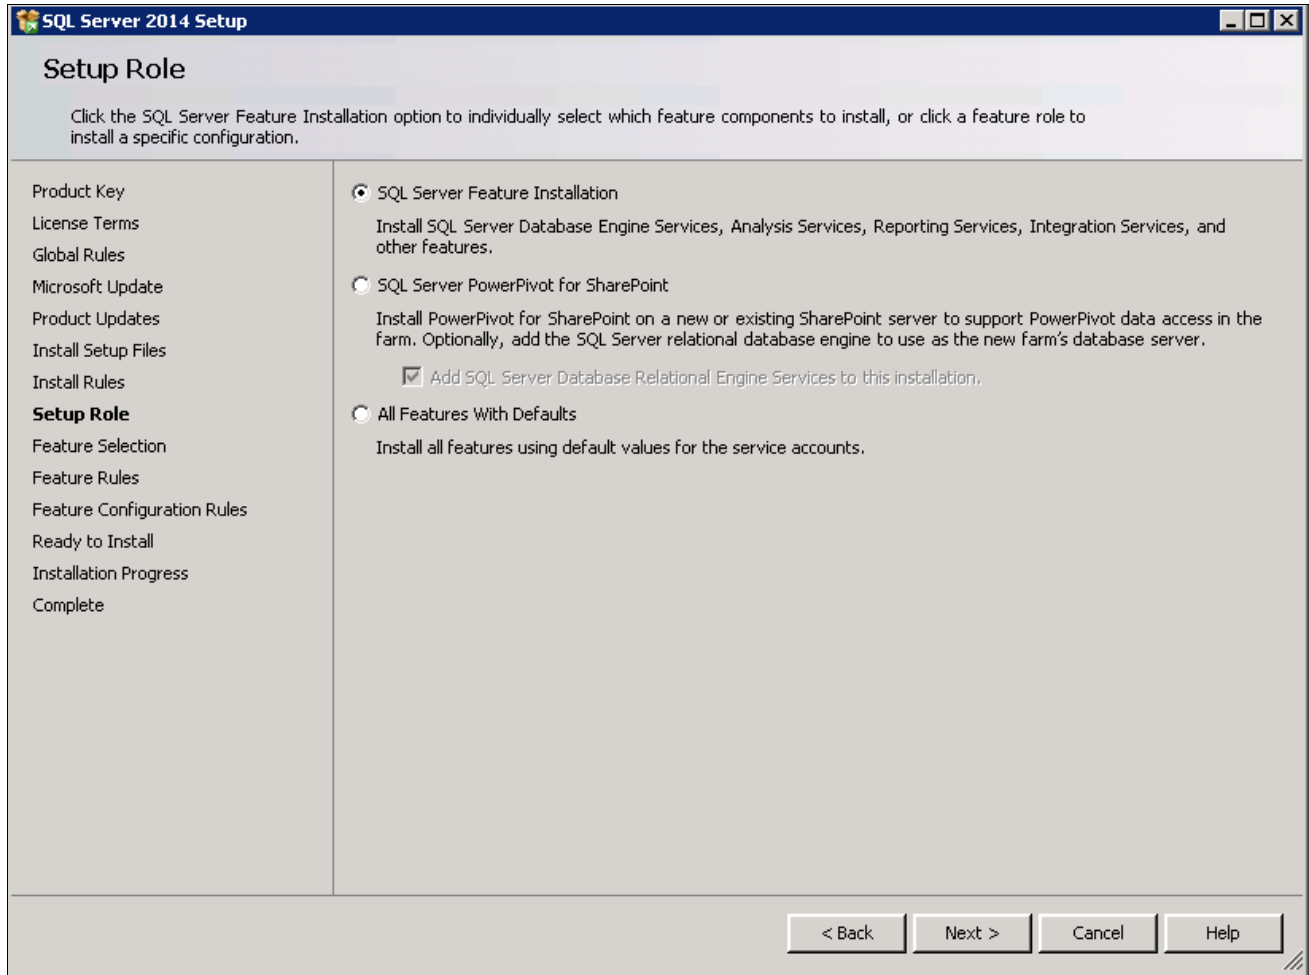 SQL Server 2014 Setup
Setup Role
Click the SQL Server Feature Installation option to individually select which feature components to install, or click a feature role to
install a specific configuration.
Product Key
License Terms
Global Rules
Microsoft Update
Product Updates
Install Setup Files
Install Rules
Setup Role
Feature Selection
Feature Rules
Feature Configuration Rules
Ready to Install
Installation Progress
Complete
SQL Server Feature Installation
Install SQL Server Database Engine Services, Analysis Services, Reporting Services, Integration Services, and
other features.
SQL Server PowerPivot for SharePoint
Install PowerPivot for SharePoint on a new or existing SharePoint server to support PowerPivot data access in the
farm. Optionally, add the SQL Server relational database engine to use as the new farm's database server.
Add SQL Server Database Relational Engine Services to this installation.
All Features With Defaults
Install all features using default values for the service accounts.
< Back
Next >
Cancel
Help